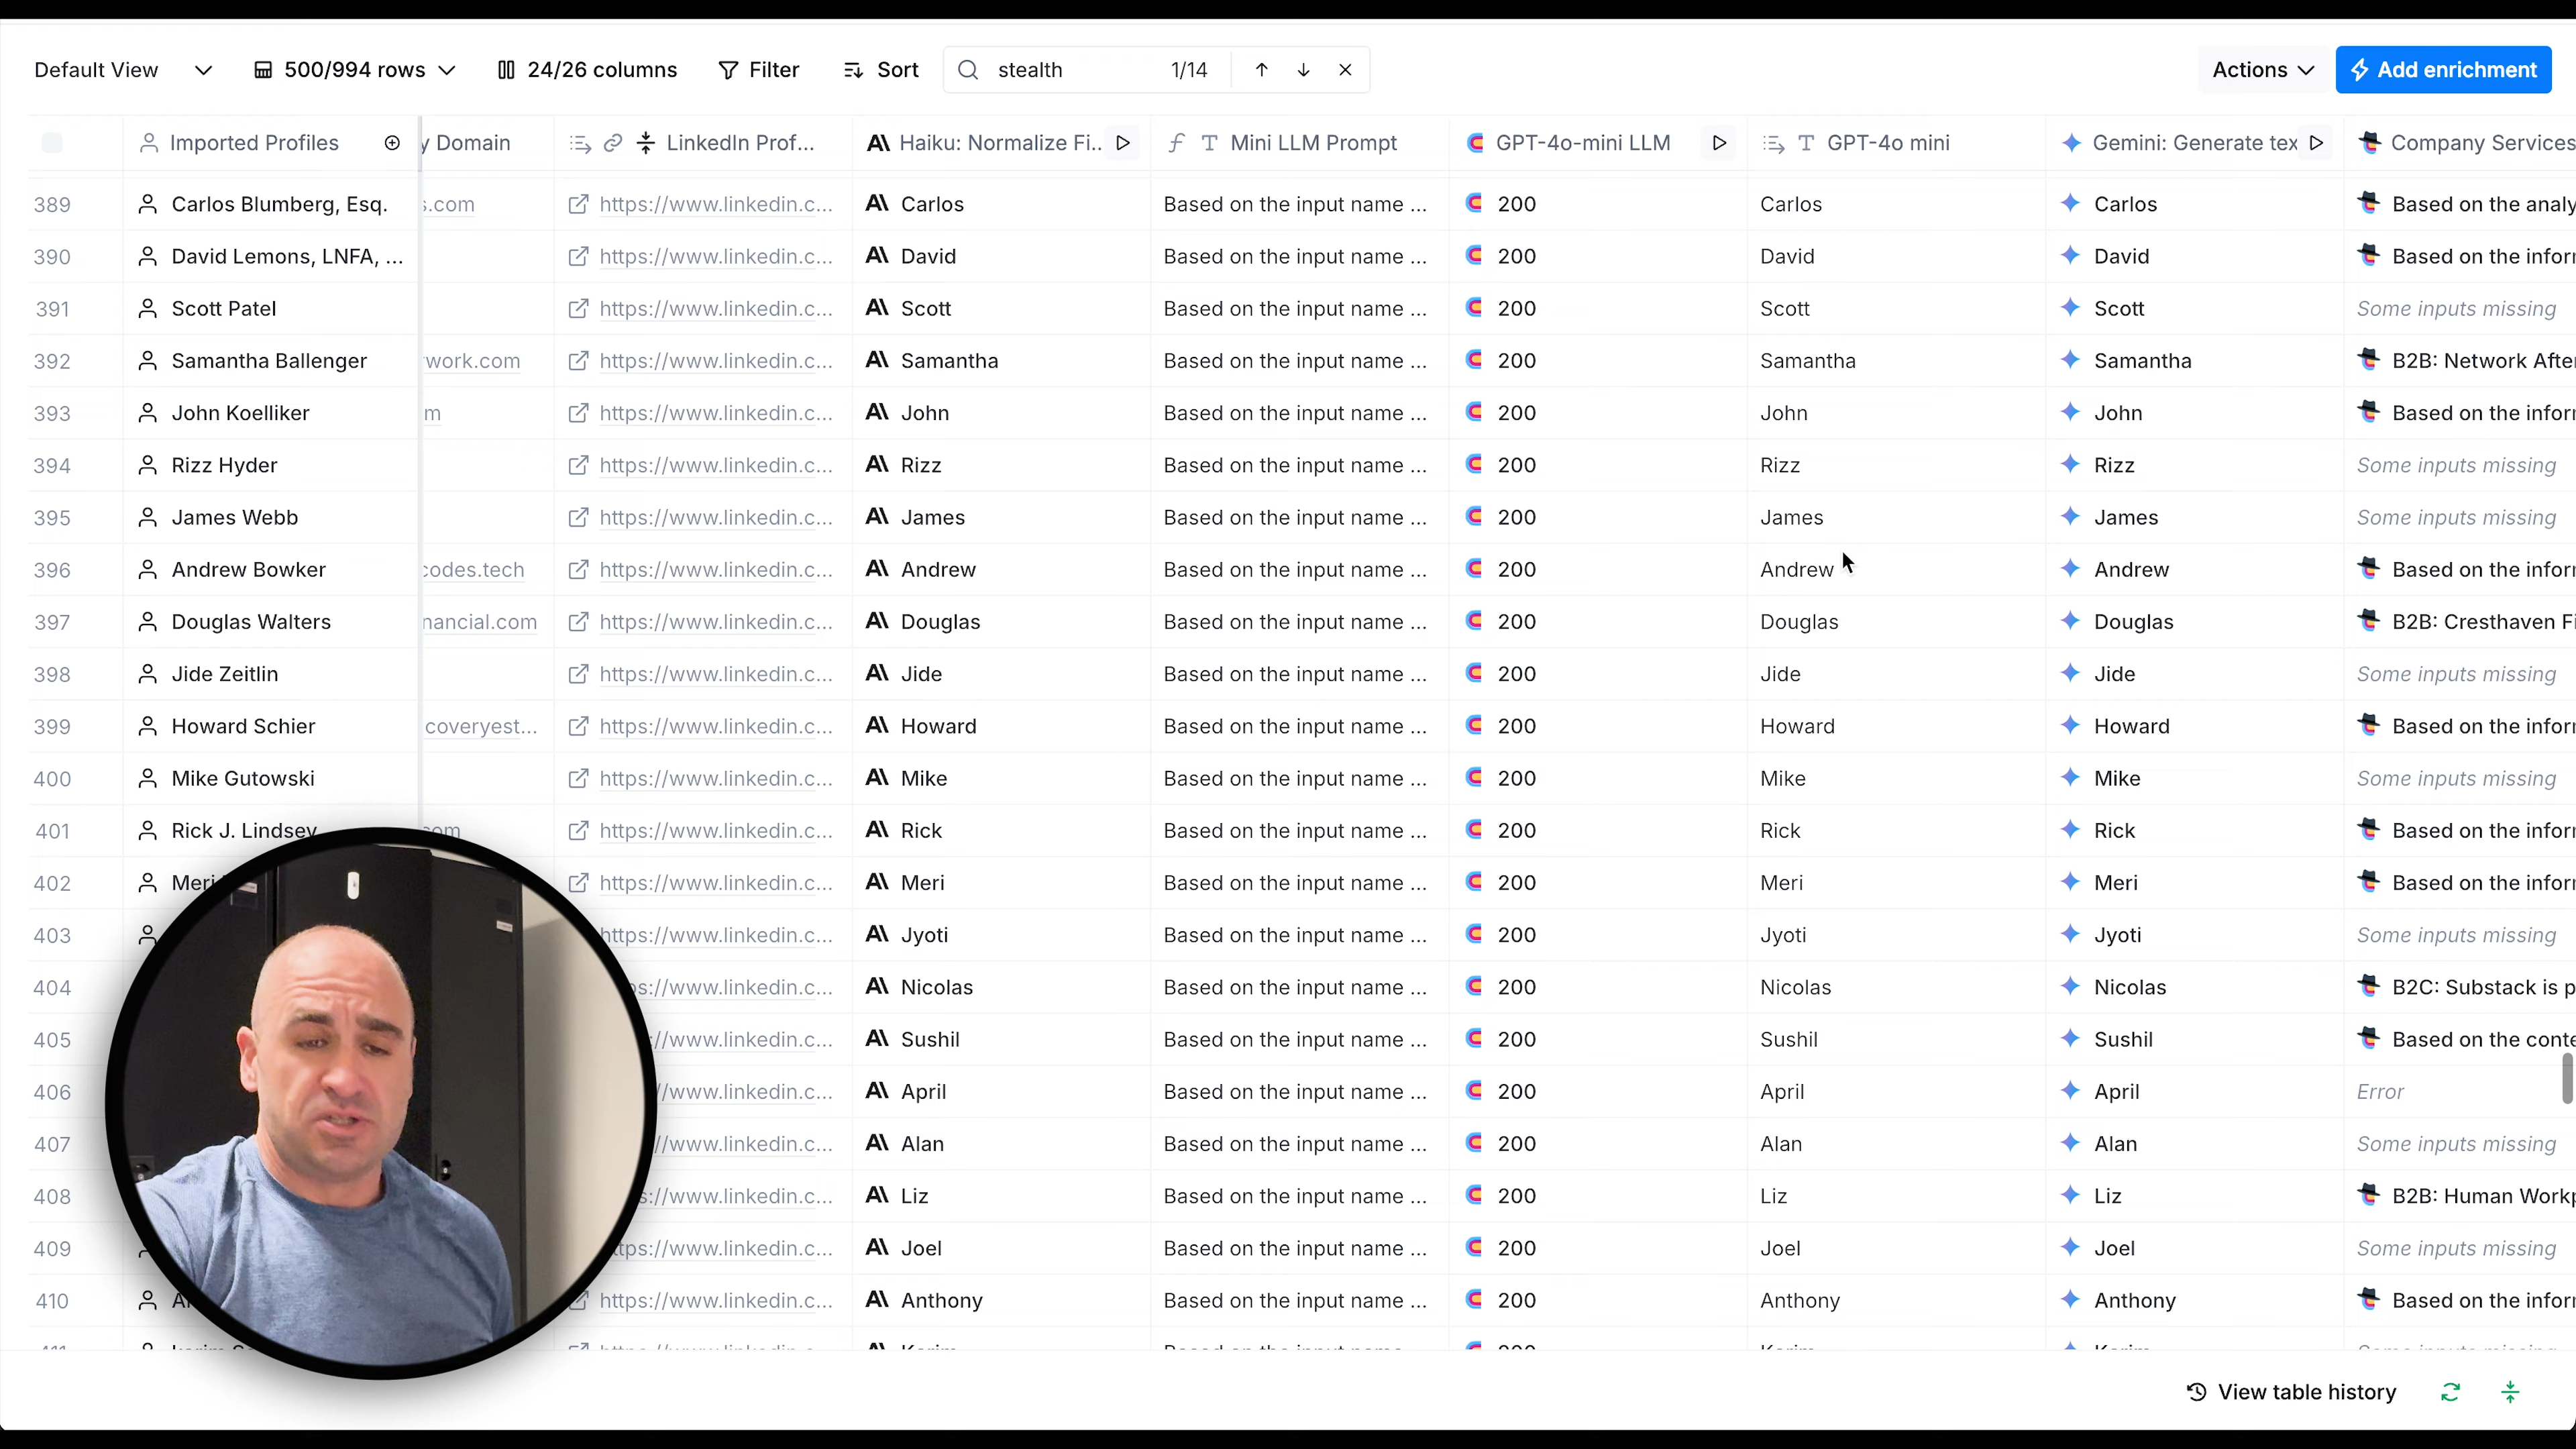 Default View 500/994 rows 24/26 columns Filter Sort stealth 1/14 Actions Add enrichment
Imported Profiles y Domain LinkedIn Prof... Haiku: Normalize Fi.. Mini LLM Prompt GPT-4o-mini LLM GPT-4o mini Gemini: Generate tex Company Services
389 Carlos Blumberg, Esq. s.com https://www.linkedin.c... Carlos Based on the input name ... 200 Carlos Carlos Based on the analy
390 David Lemons, LNFA, ... https://www.linkedin.c... David Based on the input name ... 200 David David Based on the infor
391 Scott Patel https://www.linkedin.c... Scott Based on the input name ... 200 Scott Scott Some inputs missing
392 Samantha Ballenger work.com https://www.linkedin.c... Samantha Based on the input name ... 200 Samantha Samantha B2B: Network Afte
393 John Koelliker m https://www.linkedin.c... John Based on the input name ... 200 John John Based on the infor
394 Rizz Hyder https://www.linkedin.c... Rizz Based on the input name ... 200 Rizz Rizz Some inputs missing
395 James Webb https://www.linkedin.c... James Based on the input name ... 200 James James Some inputs missing
396 Andrew Bowker codes.tech https://www.linkedin.c... Andrew Based on the input name ... 200 Andrew Andrew Based on the infor
397 Douglas Walters nancial.com https://www.linkedin.c... Douglas Based on the input name ... 200 Douglas Douglas B2B: Cresthaven Fi
398 Jide Zeitlin https://www.linkedin.c... Jide Based on the input name ... 200 Jide Jide Some inputs missing
399 Howard Schier coveryest... https://www.linkedin.c... Howard Based on the input name ... 200 Howard Howard Based on the infor
400 Mike Gutowski https://www.linkedin.c... Mike Based on the input name ... 200 Mike Mike Some inputs missing
401 Rick J. Lindsey com https://www.linkedin.c... Rick Based on the input name ... 200 Rick Rick Based on the infor
402 Meri https://www.linkedin.c... Meri Based on the input name ... 200 Meri Meri Based on the infor
403 https://www.linkedin.c... Jyoti Based on the input name ... 200 Jyoti Jyoti Some inputs missing
404 ps://www.linkedin.c... Nicolas Based on the input name ... 200 Nicolas Nicolas B2C: Substack is p
405 ://www.linkedin.c... Sushil Based on the input name ... 200 Sushil Sushil Based on the conte
406 //www.linkedin.c... April Based on the input name ... 200 April April Error
407 ://www.linkedin.c... Alan Based on the input name ... 200 Alan Alan Some inputs missing
408 s://www.linkedin.c... Liz Based on the input name ... 200 Liz Liz B2B: Human Workp
409 tps://www.linkedin.c... Joel Based on the input name ... 200 Joel Joel Some inputs missing
410 https://www.linkedin.c... Anthony Based on the input name ... 200 Anthony Anthony Based on the infor
View table history